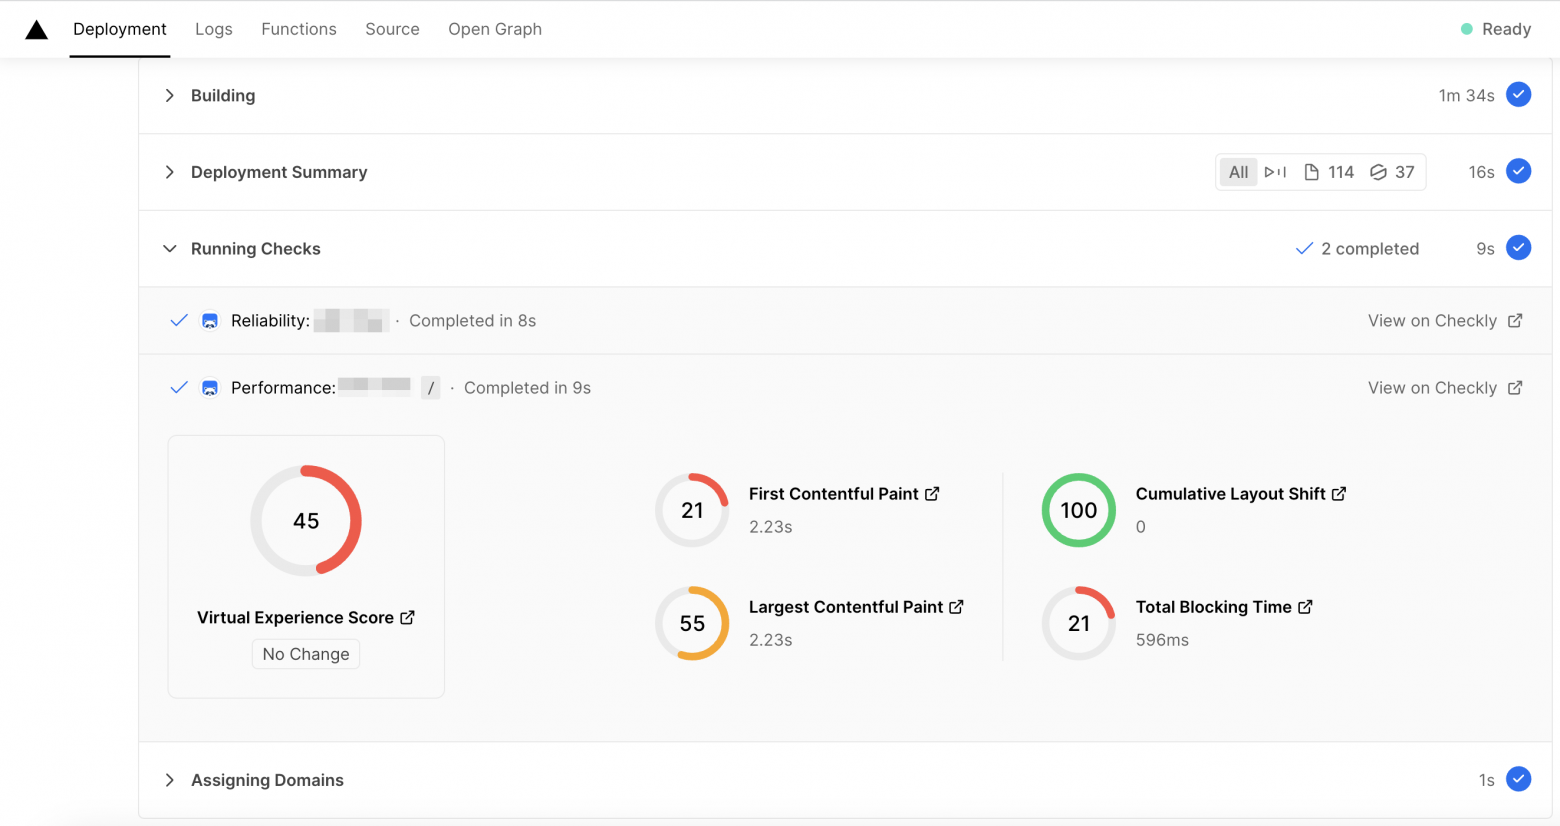 Deployment Logs Functions Source Open Graph Ready
Building 1m 34s
Deployment Summary All 114 37 16s
Running Checks 2 completed 9s
Reliability: · Completed in 8s View on Checkly
Performance: / · Completed in 9s View on Checkly
45
Virtual Experience Score
No Change
21 First Contentful Paint
2.23s
100 Cumulative Layout Shift
0
55 Largest Contentful Paint
2.23s
21 Total Blocking Time
596ms
Assigning Domains 1s